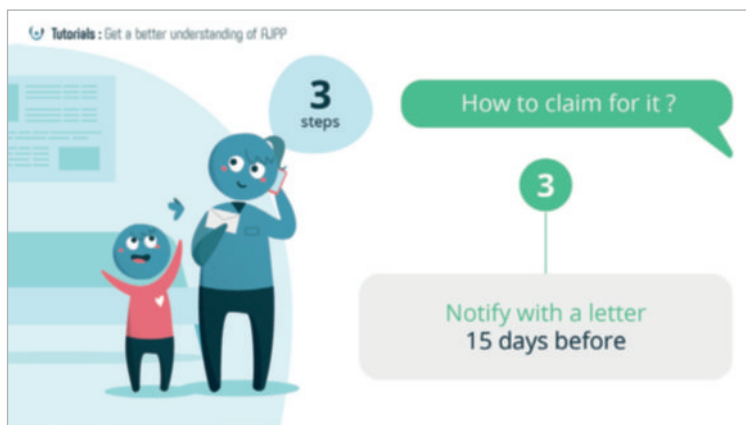 Tutorials : Get a better understanding of AJPP
3
steps
How to claim for it ?
3
Notify with a letter
15 days before